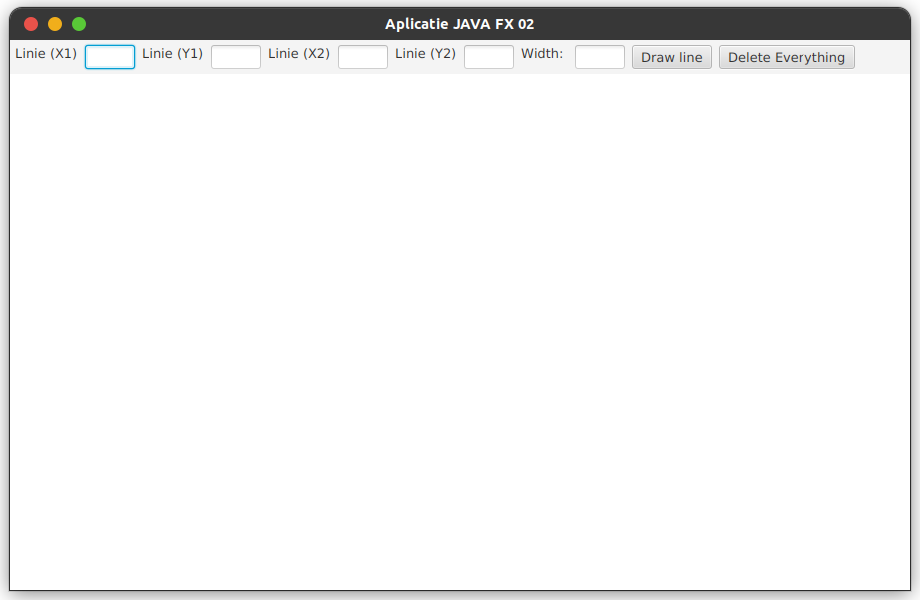 Aplicatie JAVA FX 02
Linie (X1) Linie (Y1) Linie (X2) Linie (Y2) Width: Draw line Delete Everything